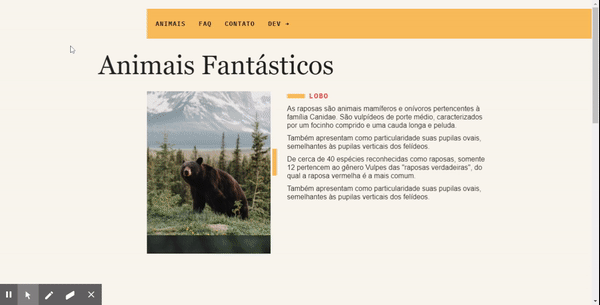 ANIMAIS FAQ CONTATO DEV
Animais Fantásticos
LOBO
As raposas são animais mamíferos e onívoros pertencentes à
família Canidae. São vulpídeos de porte médio, caracterizados
por um focinho comprido e uma cauda longa e peluda.
Também apresentam como particularidade suas pupilas ovais,
semelhantes às pupilas verticais dos felídeos.
De cerca de 40 espécies reconhecidas como raposas, somente
12 pertencem ao gênero Vulpes das "raposas verdadeiras", do
qual a raposa vermelha é a mais comum.
Também apresentam como particularidade suas pupilas ovais,
semelhantes às pupilas verticais dos felídeos.